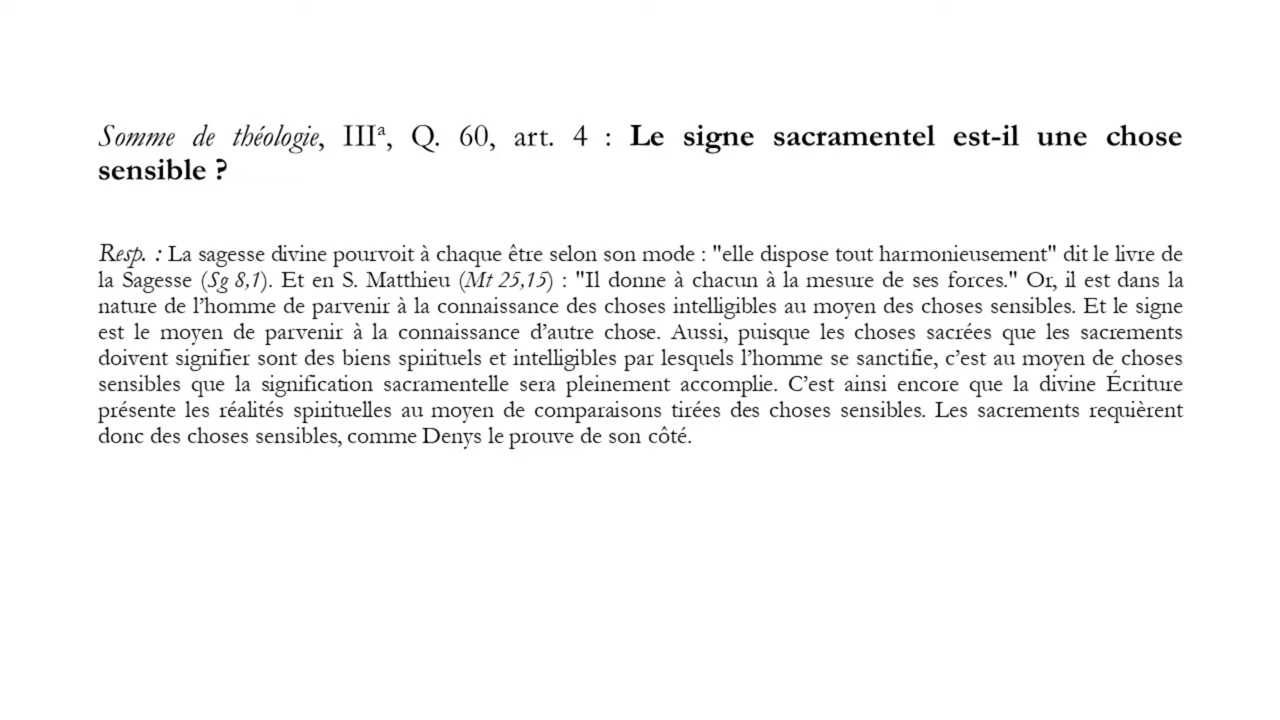 Somme de théologie, IIIª, Q. 60, art. 4 : Le signe sacramentel est-il une chose
sensible ?
Resp. : La sagesse divine pourvoit à chaque être selon son mode : "elle dispose tout harmonieusement" dit le livre de
la Sagesse (Sg 8,1). Et en S. Matthieu (Mt 25,15) : "Il donne à chacun à la mesure de ses forces." Or, il est dans la
nature de l’homme de parvenir à la connaissance des choses intelligibles au moyen des choses sensibles. Et le signe
est le moyen de parvenir à la connaissance d’autre chose. Aussi, puisque les choses sacrées que les sacrements
doivent signifier sont des biens spirituels et intelligibles par lesquels l’homme se sanctifie, c’est au moyen de choses
sensibles que la signification sacramentelle sera pleinement accomplie. C’est ainsi encore que la divine Écriture
présente les réalités spirituelles au moyen de comparaisons tirées des choses sensibles. Les sacrements requièrent
donc des choses sensibles, comme Denys le prouve de son côté.